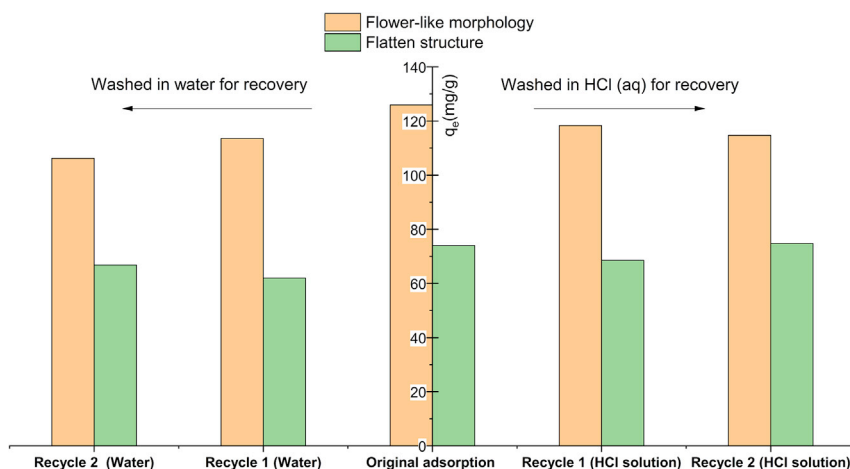 Flower-like morphology
Flatten structure
Washed in water for recovery
Washed in HCl (aq) for recovery
qe(mg/g)
140
120
100
80
60
40
20
0
Recycle 2 (Water)
Recycle 1 (Water)
Original adsorption
Recycle 1 (HCl solution)
Recycle 2 (HCl solution)